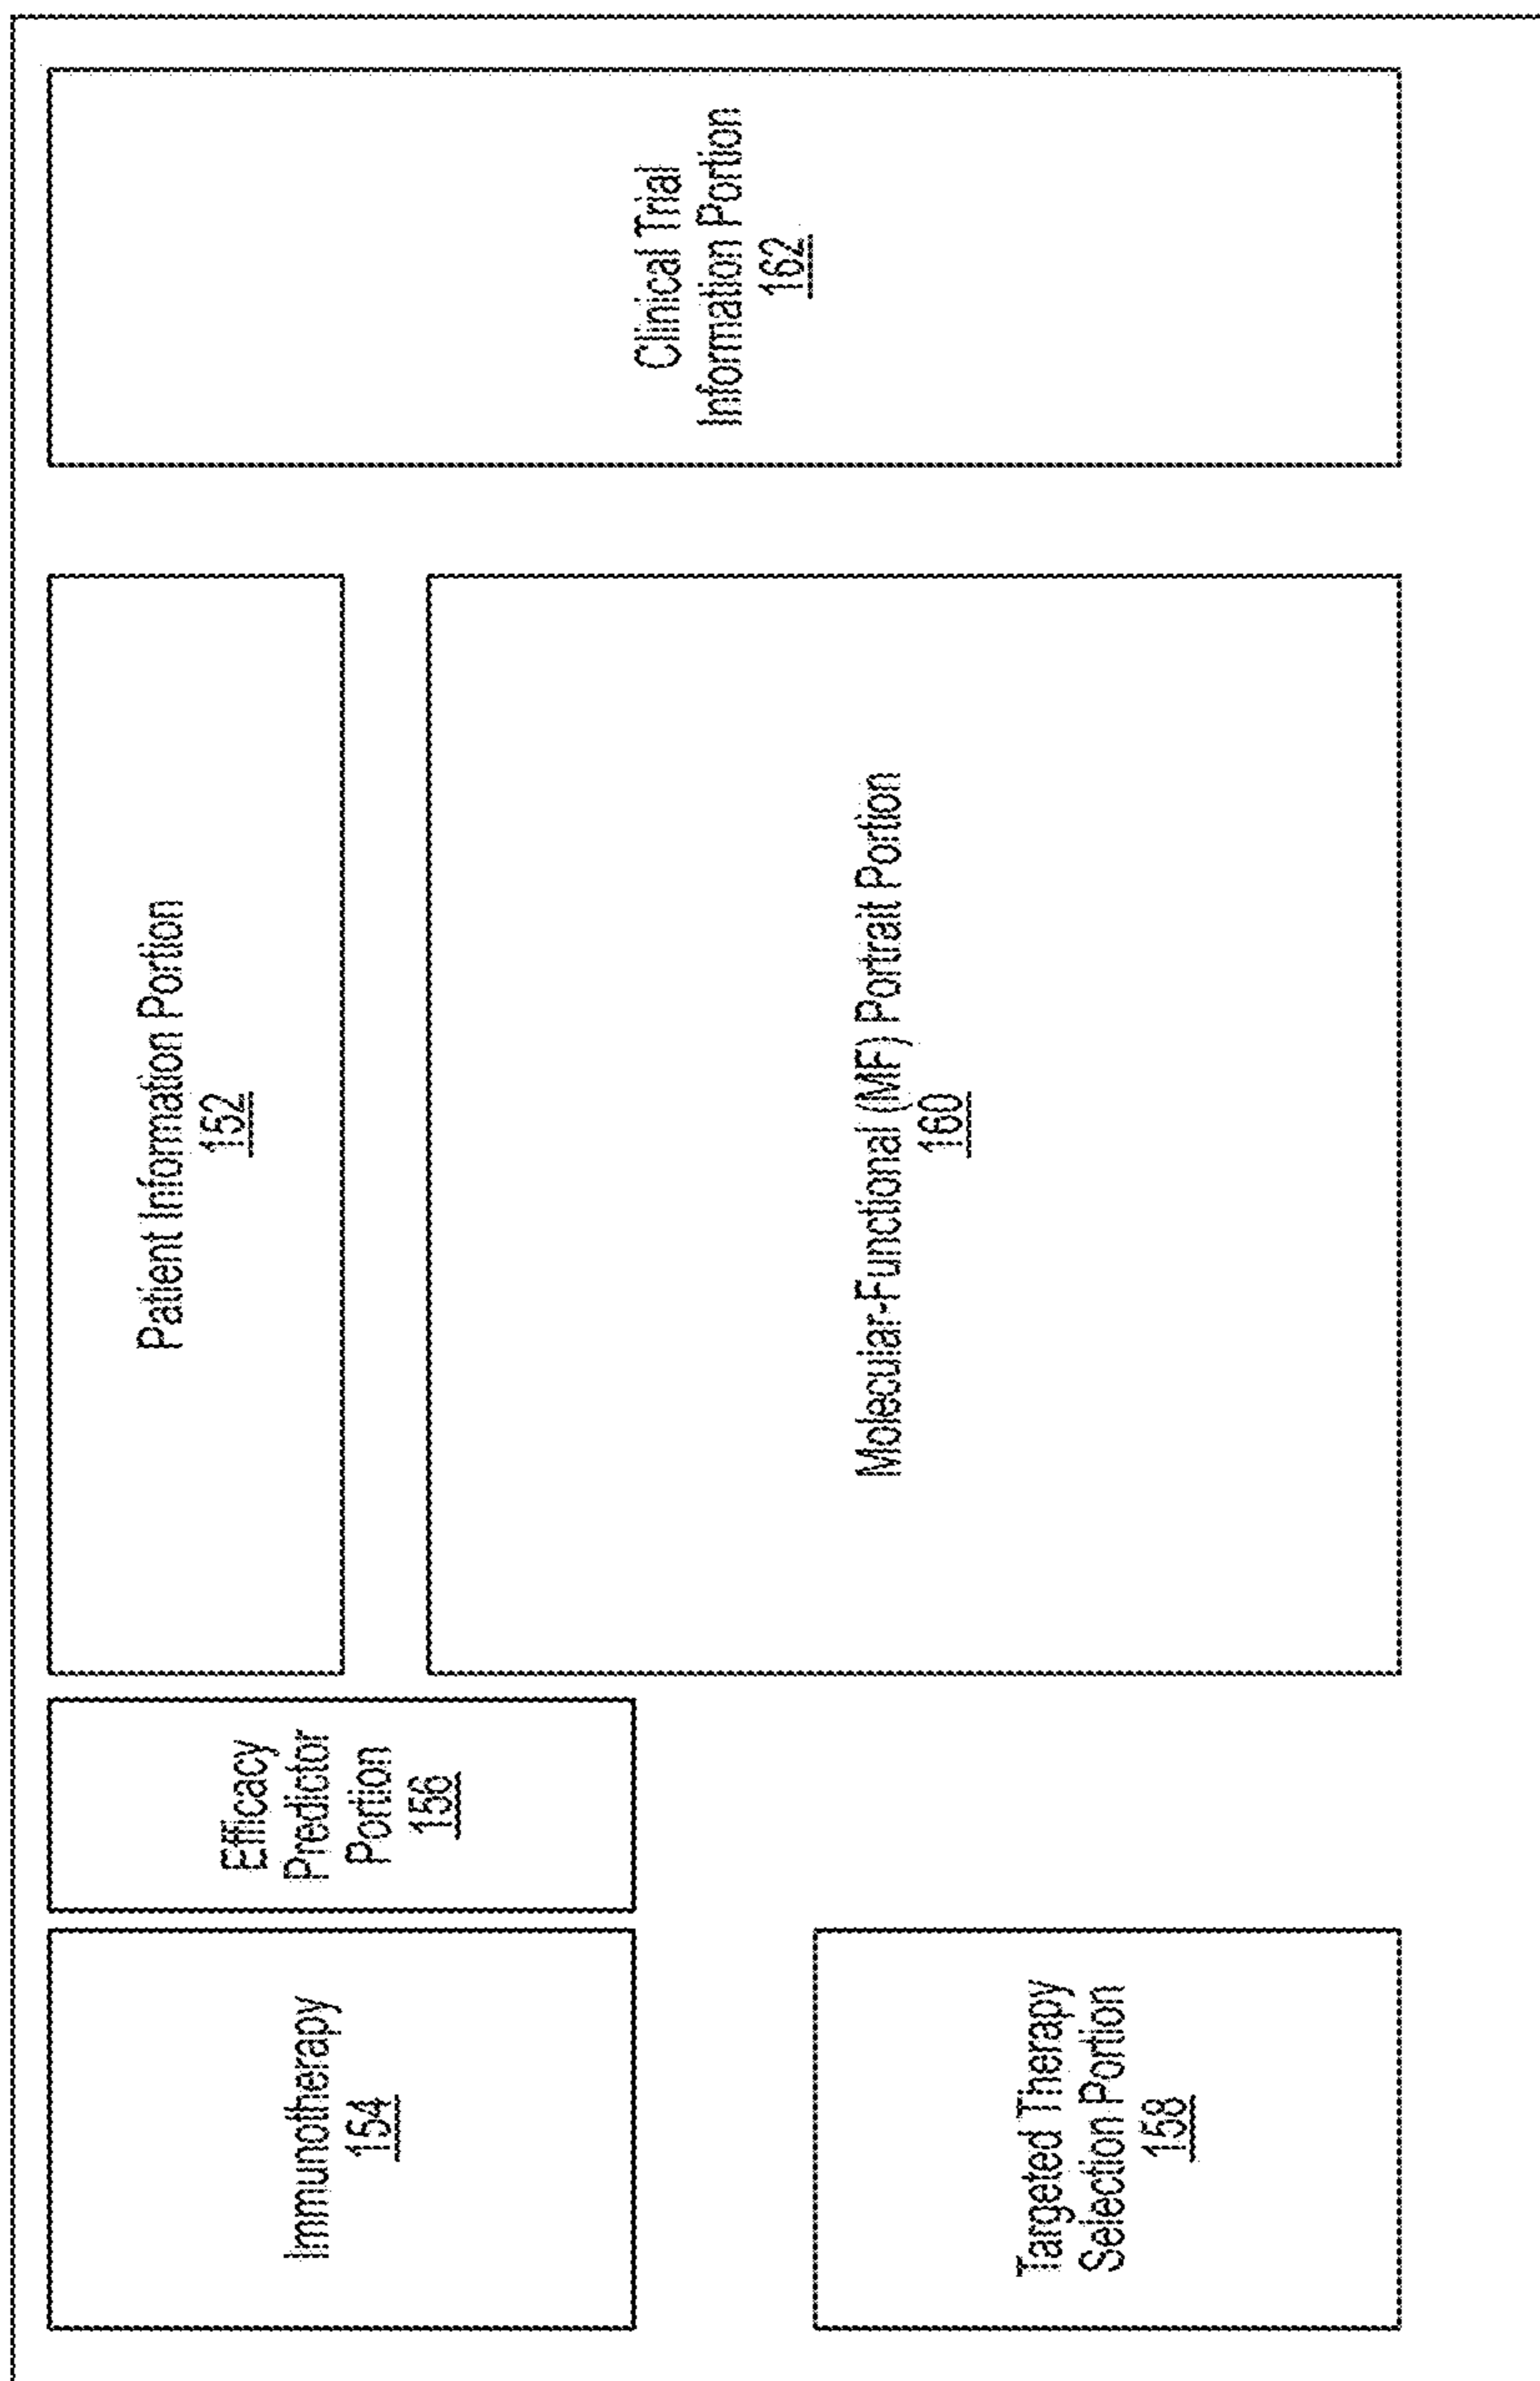 Immunotherapy
154
Efficacy
Predictor
Portion
156
Patient Information Portion
152
Clinical Trial
Information Portion
162
Targeted Therapy
Selection Portion
158
Molecular-Functional (MF) Portrait Portion
160